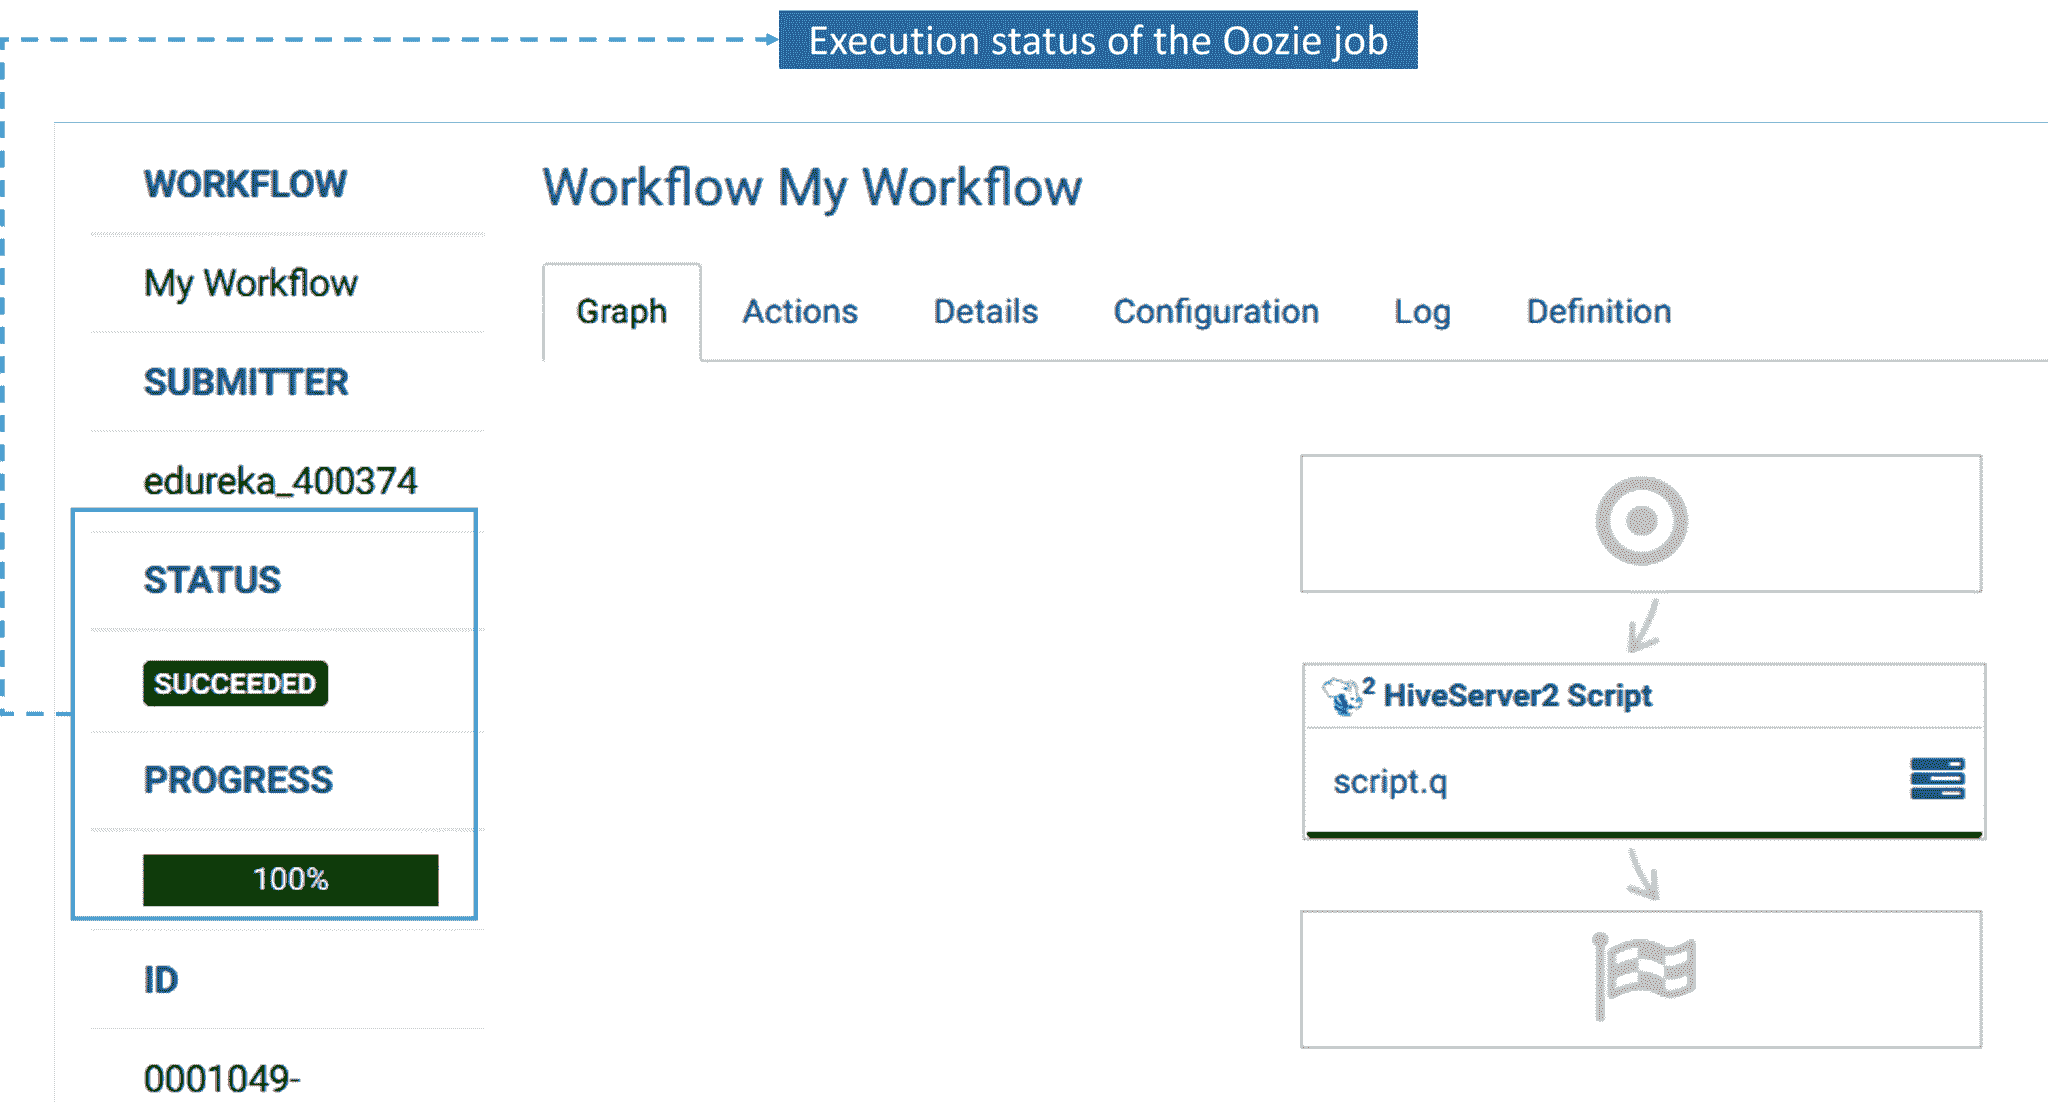 Execution status of the Oozie job
WORKFLOW
My Workflow
SUBMITTER
edureka_400374
STATUS
SUCCEEDED
PROGRESS
100%
ID
0001049-
Workflow My Workflow
Graph Actions Details Configuration Log Definition
2 HiveServer2 Script
script.q